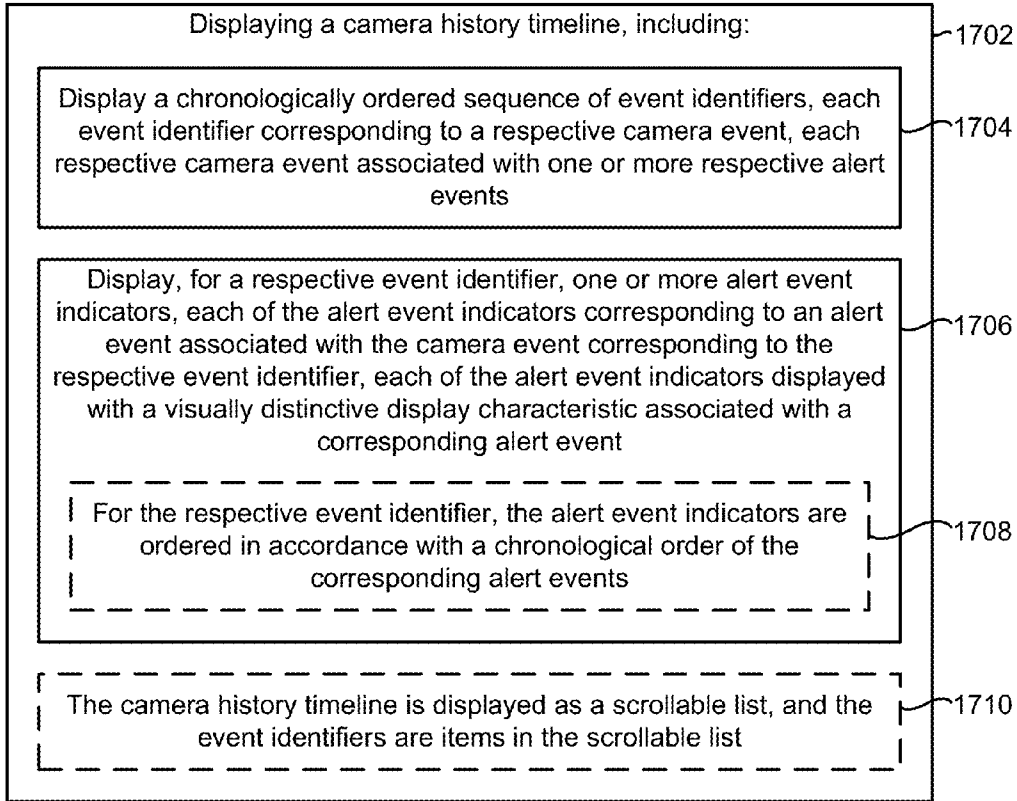 Displaying a camera history timeline, including:
1702
Display a chronologically ordered sequence of event identifiers, each
event identifier corresponding to a respective camera event, each
respective camera event associated with one or more respective alert
events
1704
Display, for a respective event identifier, one or more alert event
indicators, each of the alert event indicators corresponding to an alert
event associated with the camera event corresponding to the
respective event identifier, each of the alert event indicators displayed
with a visually distinctive display characteristic associated with a
corresponding alert event
1706
For the respective event identifier, the alert event indicators are
ordered in accordance with a chronological order of the
corresponding alert events
1708
The camera history timeline is displayed as a scrollable list, and the
event identifiers are items in the scrollable list
1710